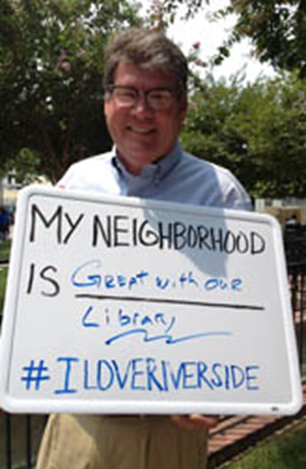 MY NEIGHBORHOOD
IS GREAT with our
Library
#ILOVERIVERSIDE